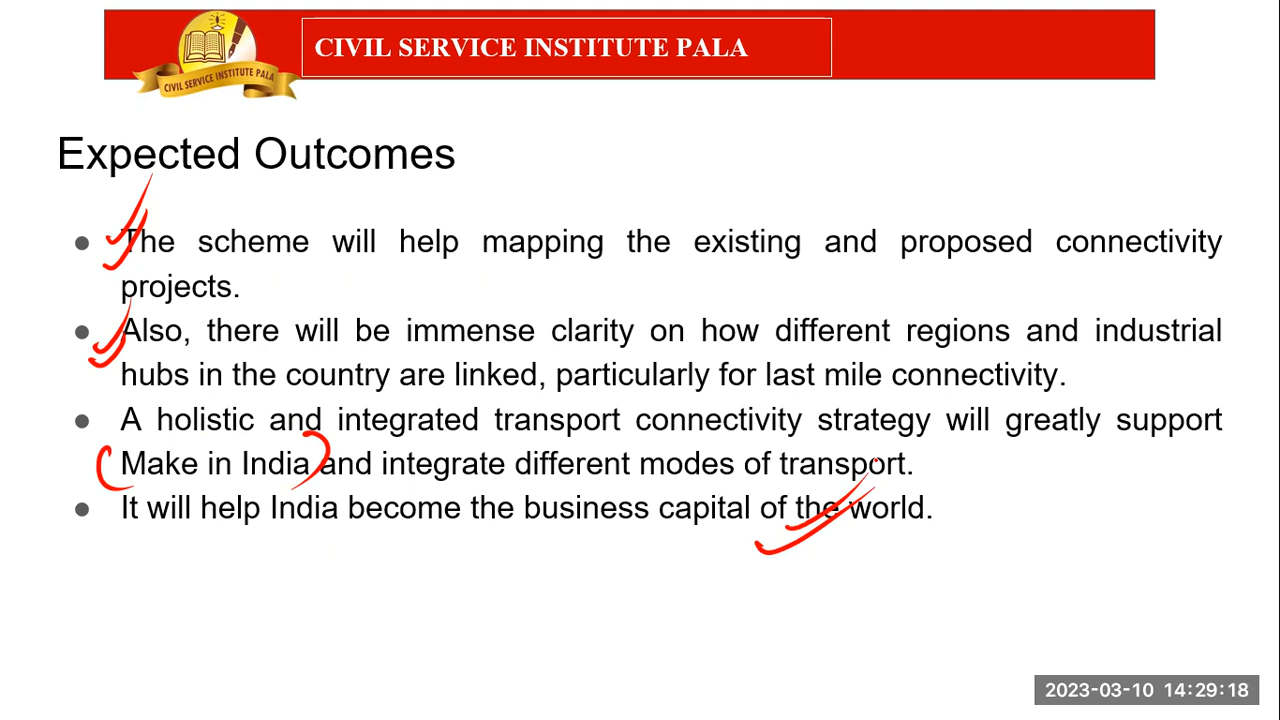 CIVIL SERVICE INSTITUTE PALA
CIVIL SERVICE INSTITUTE PALA
Expected Outcomes
● The scheme will help mapping the existing and proposed connectivity
projects.
● Also, there will be immense clarity on how different regions and industrial
hubs in the country are linked, particularly for last mile connectivity.
● A holistic and integrated transport connectivity strategy will greatly support
Make in India and integrate different modes of transport.
● It will help India become the business capital of the world.
2023-03-10 14:29:18